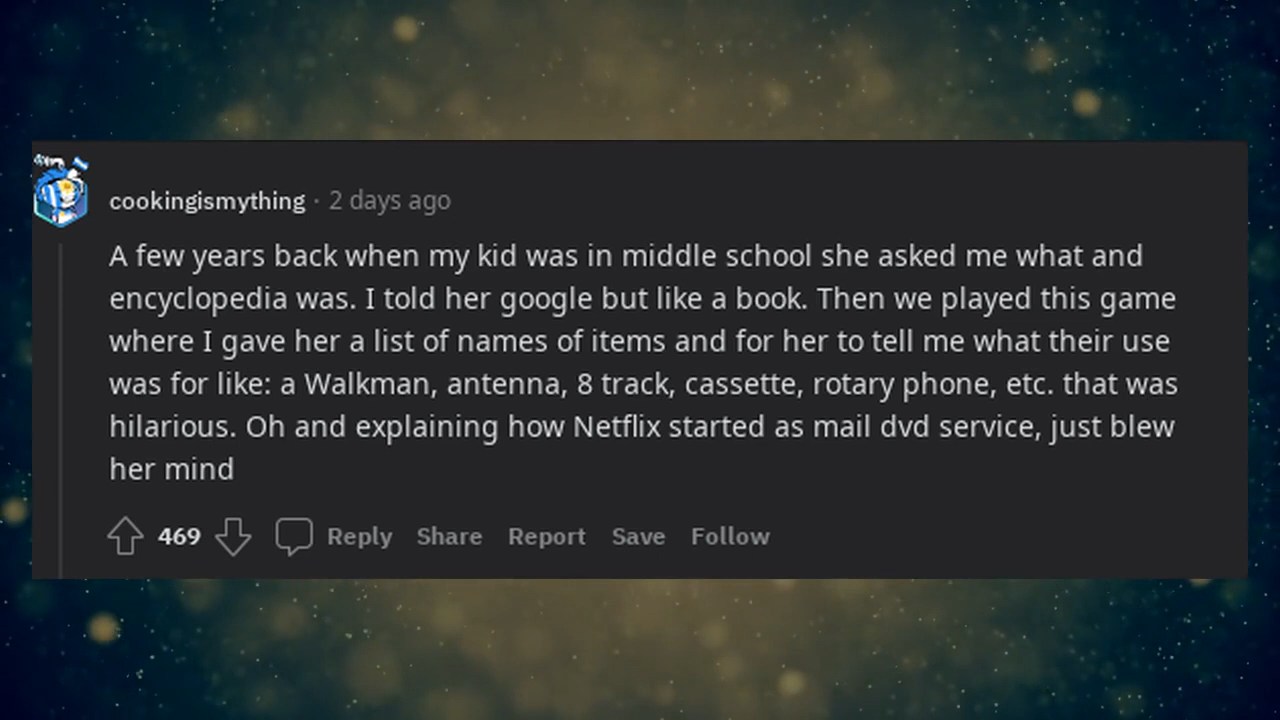 cookingismything · 2 days ago
A few years back when my kid was in middle school she asked me what and
encyclopedia was. I told her google but like a book. Then we played this game
where I gave her a list of names of items and for her to tell me what their use
was for like: a Walkman, antenna, 8 track, cassette, rotary phone, etc. that was
hilarious. Oh and explaining how Netflix started as mail dvd service, just blew
her mind
469 Reply Share Report Save Follow